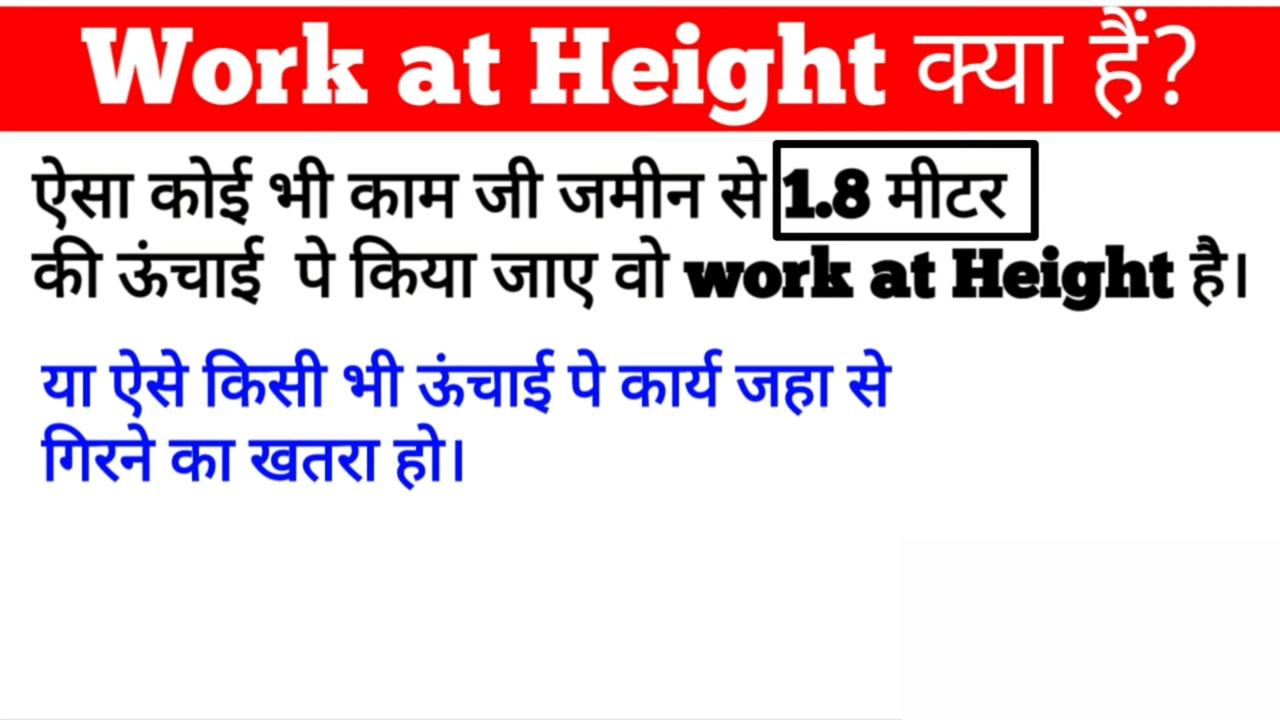 Work at Height क्या हैं?
ऐसा कोई भी काम जी जमीन से 1.8 मीटर
की ऊंचाई पे किया जाए वो work at Height है।
या ऐसे किसी भी ऊंचाई पे कार्य जहा से
गिरने का खतरा हो।